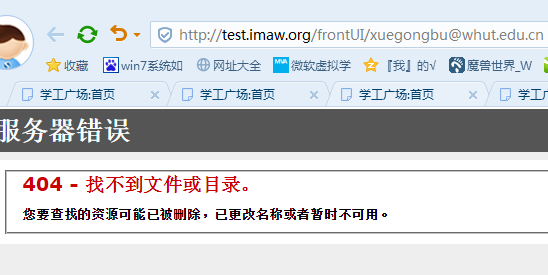 http://test.imaw.org/frontUI/xuegongbu@whut.edu.cn
收藏 win7系统如 网址大全 微软虚拟学 『我』的√ 魔兽世界_W
学工广场:首页 学工广场:首页 学工广场:首页 学工广
服务器错误
404 - 找不到文件或目录。
您要查找的资源可能已被删除，已更改名称或者暂时不可用。